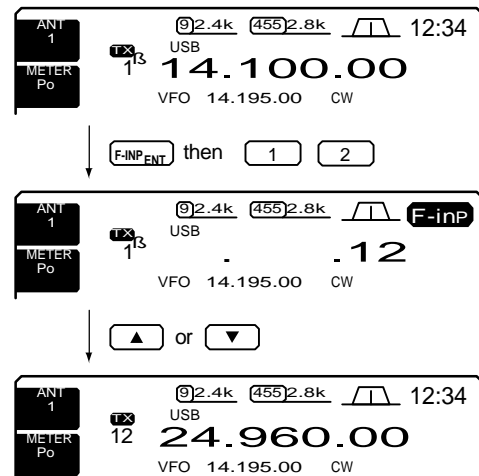 ANT
1
METER
Po
9 2.4k 455 2.8k 12:34
USB
TX
1ß 14.100.00
VFO 14.195.00 CW
F-INP ENT then 1 2
ANT
1
METER
Po
9 2.4k 455 2.8k F-inP
USB
TX
1ß . .12
VFO 14.195.00 CW
▲ or ▼
ANT
1
METER
Po
9 2.4k 455 2.8k 12:34
USB
TX
12 24.960.00
VFO 14.195.00 CW